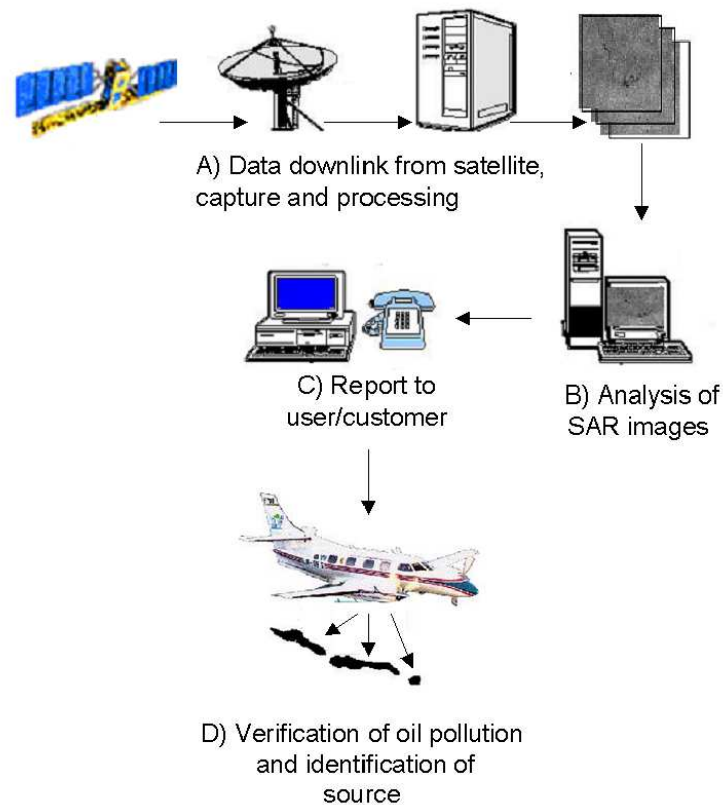 A) Data downlink from satellite,
capture and processing
B) Analysis of
SAR images
C) Report to
user/customer
D) Verification of oil pollution
and identification of
source